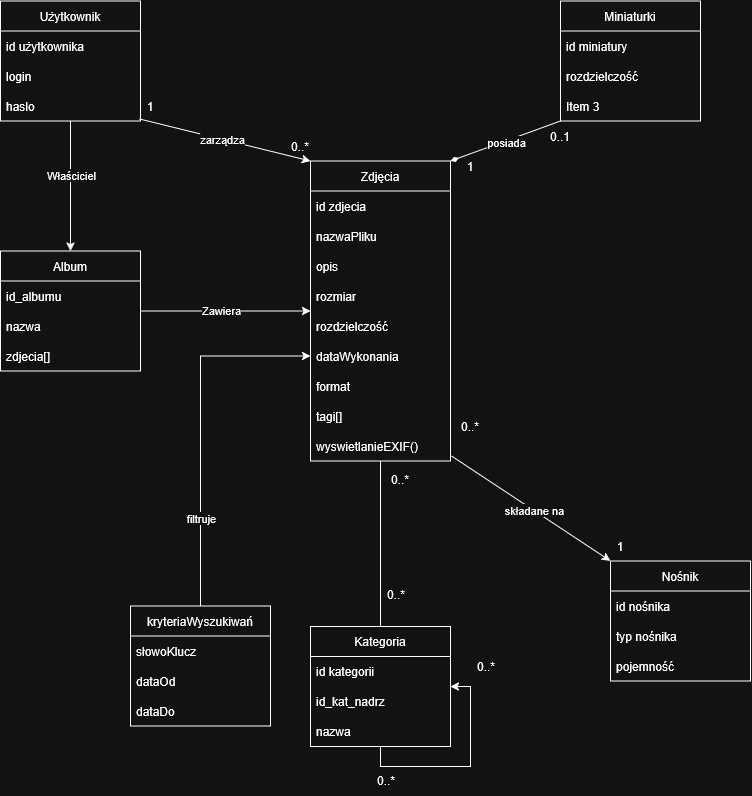 Użytkownik
id użytkownika
login
hasło
Miniaturki
id miniatury
rozdzielczość
Item 3
1
zarządza
0..*
posiada
0..1
1
Właściciel
Zdjęcia
id zdjecia
nazwaPliku
opis
rozmiar
rozdzielczość
dataWykonania
format
tagi[]
wyswietlanieEXIF()
Album
id_albumu
nazwa
zdjecia[]
Zawiera
0..*
0..*
składane na
1
filtruje
Nośnik
id nośnika
typ nośnika
pojemność
0..*
kryteriaWyszukiwań
słowoKlucz
dataOd
dataDo
Kategoria
id kategorii
id_kat_nadrz
nazwa
0..*
0..*